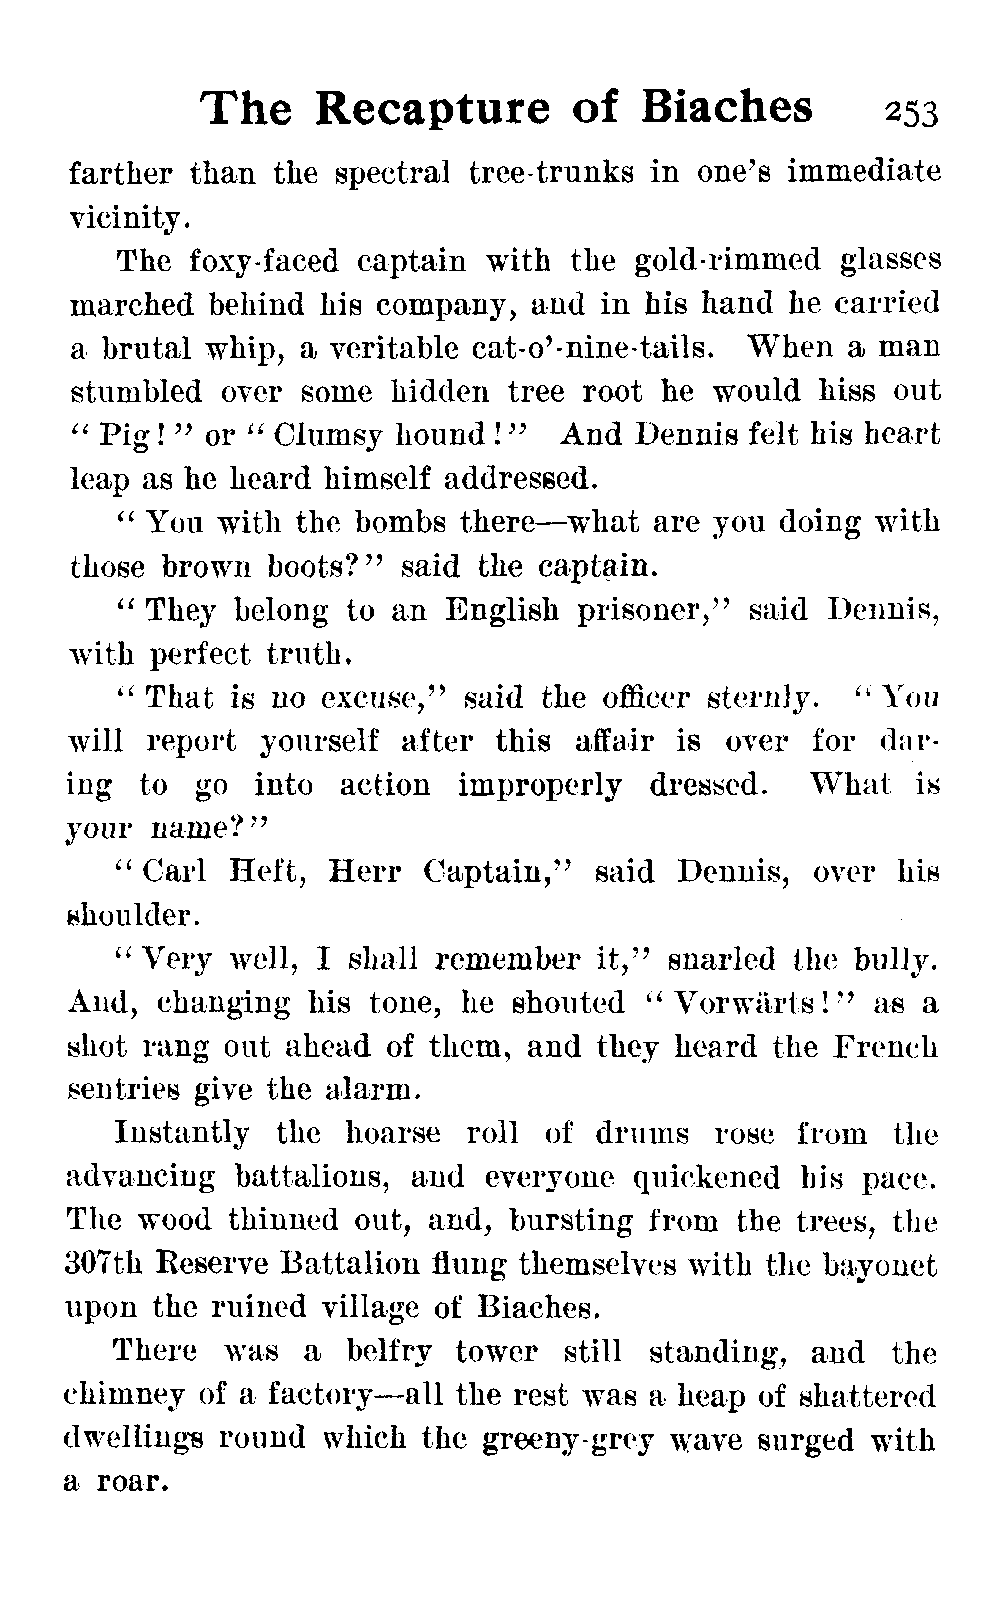 The Recapture of Biaches 253
farther than the spectral tree-trunks in one's immediate
vicinity.
The foxy-faced captain with the gold-rimmed glasses
marched behind his company, and in his hand he carried
a brutal whip, a veritable cat-o'-nine-tails. When a man
stumbled over some hidden tree root he would hiss out
"Pig!" or "Clumsy hound!" And Dennis felt his heart
leap as he heard himself addressed.
"You with the bombs there—what are you doing with
those brown boots?" said the captain.
"They belong to an English prisoner," said Dennis,
with perfect truth.
"That is no excuse," said the officer sternly. "You
will report yourself after this affair is over for dar-
ing to go into action improperly dressed. What is
your name?"
"Carl Heft, Herr Captain," said Dennis, over his
shoulder.
"Very well, I shall remember it," snarled the bully.
And, changing his tone, he shouted "Vorwärts!" as a
shot rang out ahead of them, and they heard the French
sentries give the alarm.
Instantly the hoarse roll of drums rose from the
advancing battalions, and everyone quickened his pace.
The wood thinned out, and, bursting from the trees, the
307th Reserve Battalion flung themselves with the bayonet
upon the ruined village of Biaches.
There was a belfry tower still standing, and the
chimney of a factory—all the rest was a heap of shattered
dwellings round which the greeny-grey wave surged with
a roar.